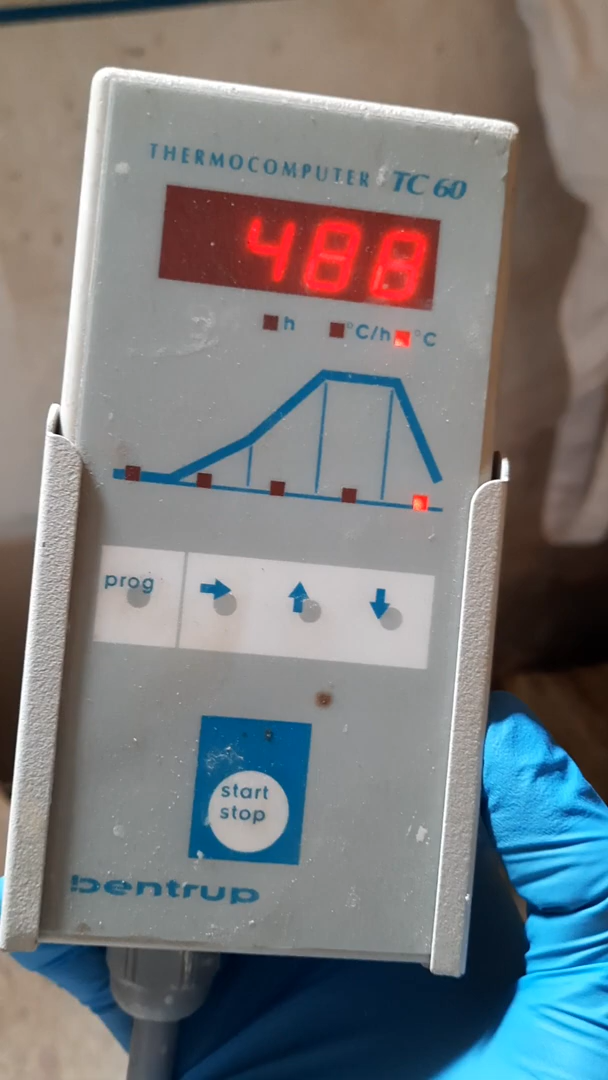 THERMOCOMPUTER TC 60
488
h °C/h °C
prog
start
stop
bentrup